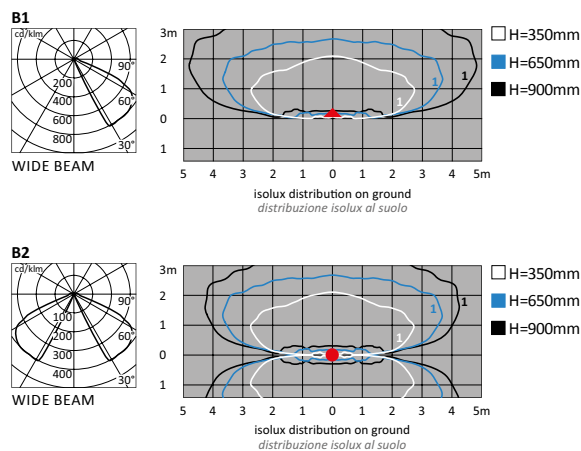 B1
cd/klm
90°
60°
30°
200
400
600
800
WIDE BEAM
3m
2
1
0
1
1
1
1
5 4 3 2 1 0 1 2 3 4 5m
isolux distribution on ground
distribuzione isolux al suolo
H=350mm
H=650mm
H=900mm
B2
cd/klm
90°
60°
30°
100
200
300
400
WIDE BEAM
3m
2
1
0
1
1
1
1
5 4 3 2 1 0 1 2 3 4 5m
isolux distribution on ground
distribuzione isolux al suolo
H=350mm
H=650mm
H=900mm